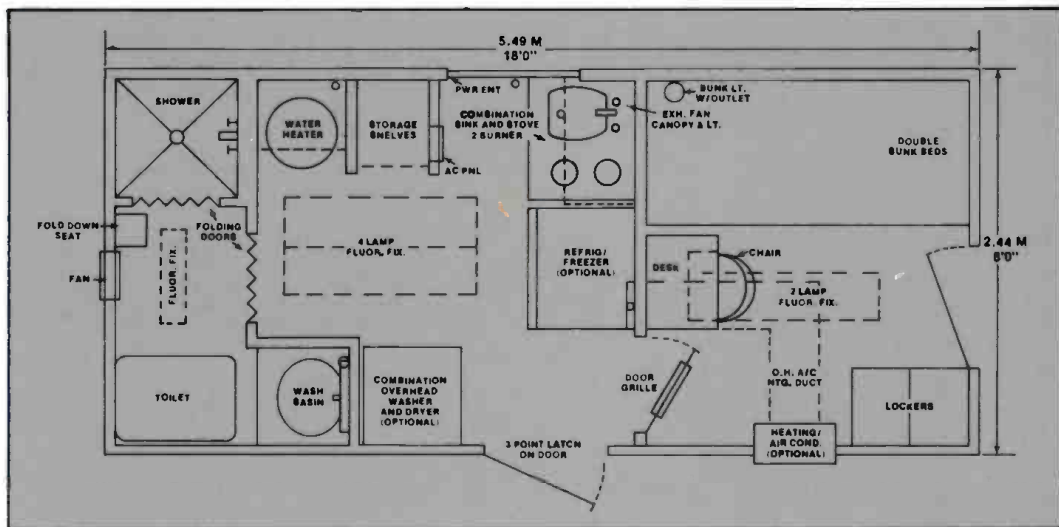 5.49 M
18'0"
PWR ENT
BUNK LT.
W/OUTLET
SHOWER
WATER
HEATER
STORAGE
SHELVES
COMBINATION
SINK AND STOVE
2 BURNER
EXH. FAN
CANOPY & LT.
DOUBLE
BUNK BEDS
AC PNL
FOLD DOWN
SEAT
FOLDING
DOORS
FAN
FLUOR. FIX.
4 LAMP
FLUOR. FIX.
REFRIG/
FREEZER
(OPTIONAL)
DESK
CHAIR
2 LAMP
FLUOR. FIX.
2.44 M
8'0"
TOILET
WASH
BASIN
COMBINATION
OVERHEAD
WASHER
AND DRYER
(OPTIONAL)
DOOR
GRILLE
O.H. A/C
MTG. DUCT
LOCKERS
3 POINT LATCH
ON DOOR
HEATING/
AIR COND.
(OPTIONAL)